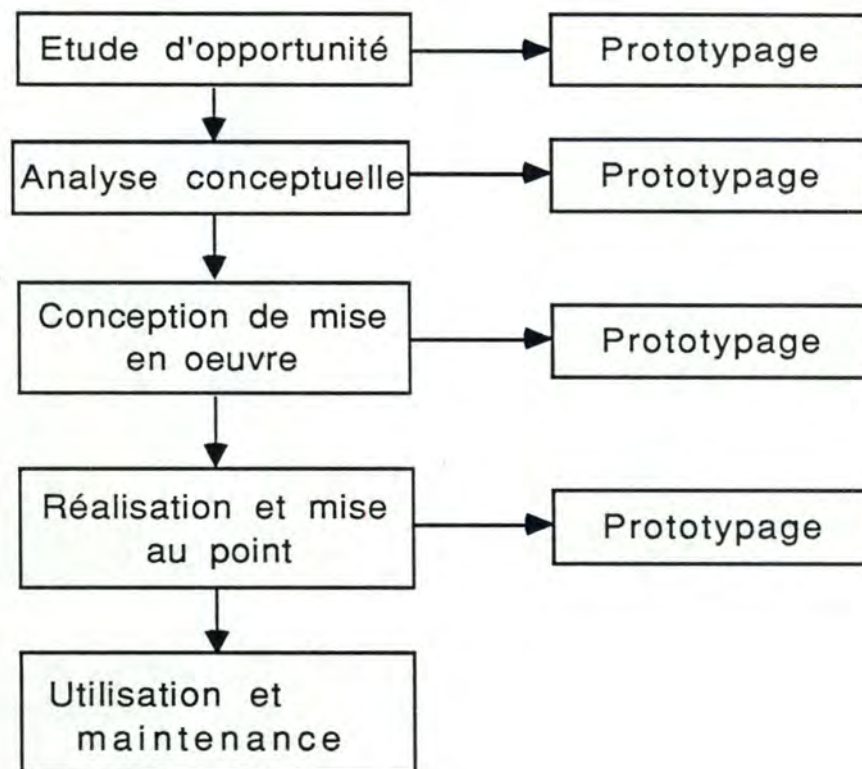 Etude d'opportunité
Prototypage
Analyse conceptuelle
Prototypage
Conception de mise
en oeuvre
Prototypage
Réalisation et mise
au point
Prototypage
Utilisation et
maintenance